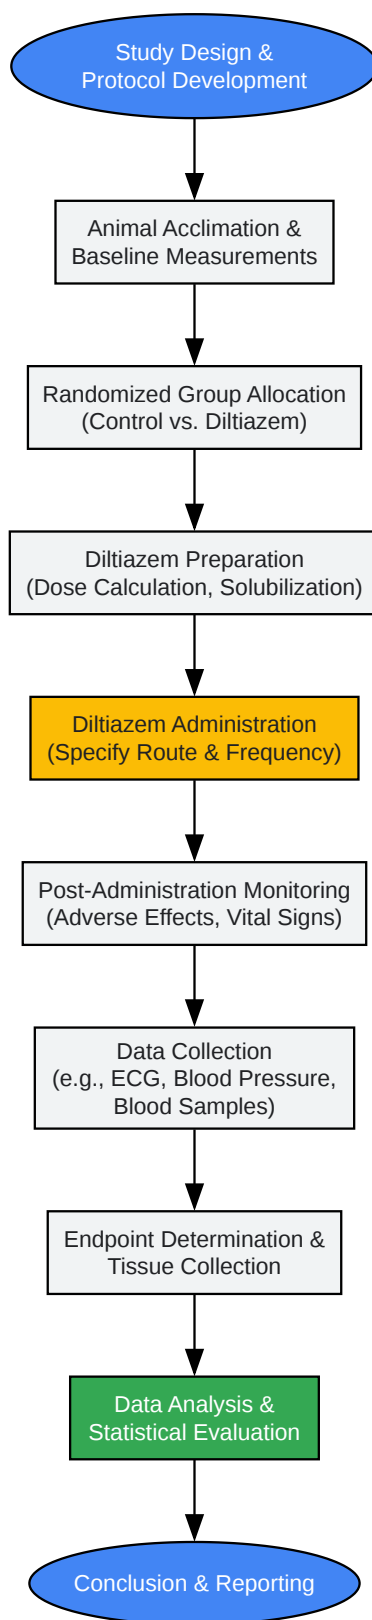 Study Design &
Protocol Development
Animal Acclimation &
Baseline Measurements
Randomized Group Allocation
(Control vs. Diltiazem)
Diltiazem Preparation
(Dose Calculation, Solubilization)
Diltiazem Administration
(Specify Route & Frequency)
Post-Administration Monitoring
(Adverse Effects, Vital Signs)
Data Collection
(e.g., ECG, Blood Pressure,
Blood Samples)
Endpoint Determination &
Tissue Collection
Data Analysis &
Statistical Evaluation
Conclusion & Reporting